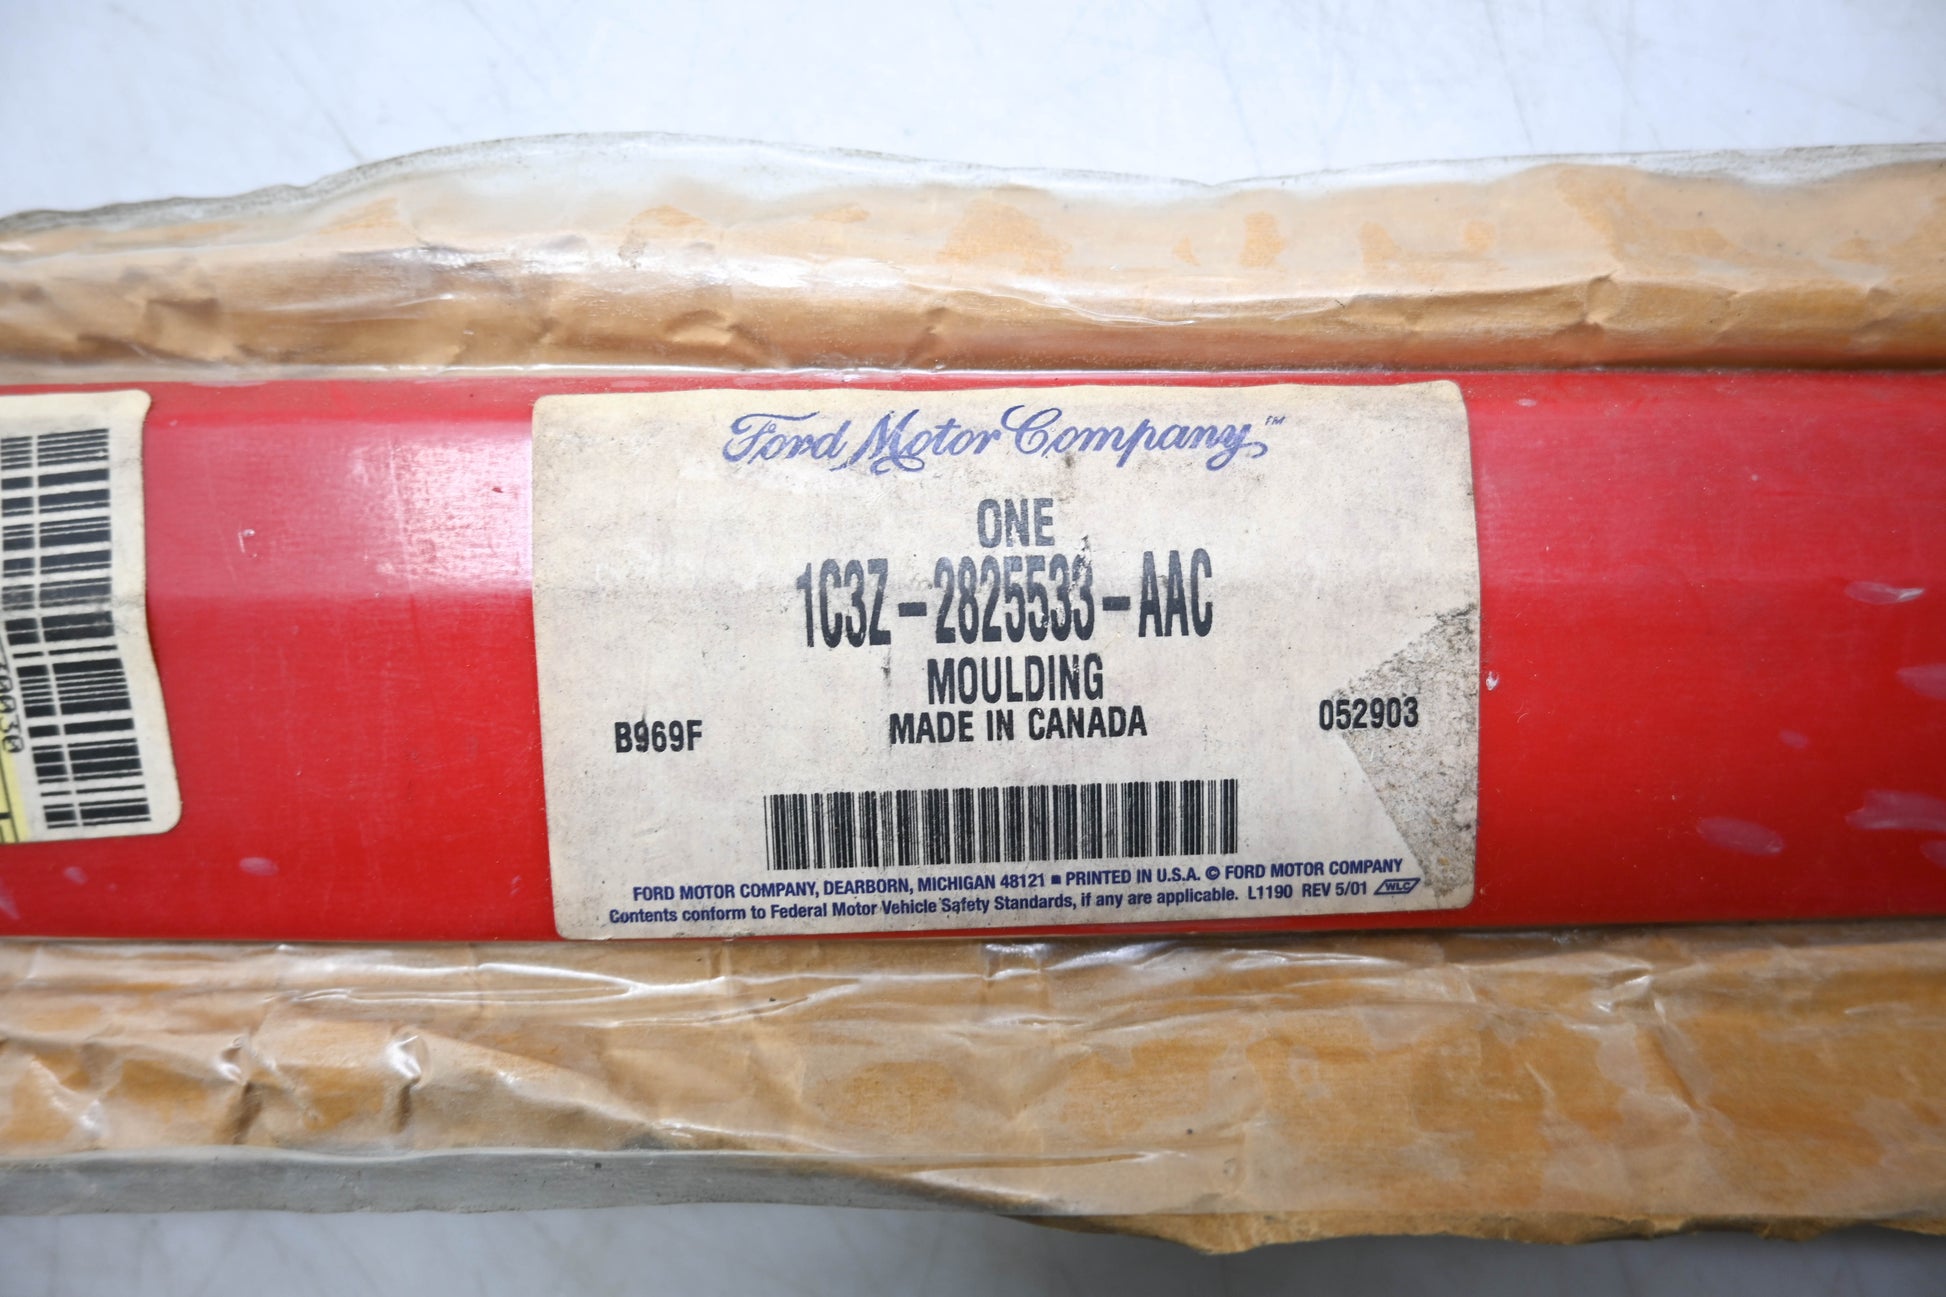 Ford Motor Company™
ONE
1C3Z-2825533-AAC
MOULDING
MADE IN CANADA
B969F
052903
FORD MOTOR COMPANY, DEARBORN, MICHIGAN 48121 ■ PRINTED IN U.S.A. © FORD MOTOR COMPANY
Contents conform to Federal Motor Vehicle Safety Standards, if any are applicable. L1190 REV 5/01 WLC